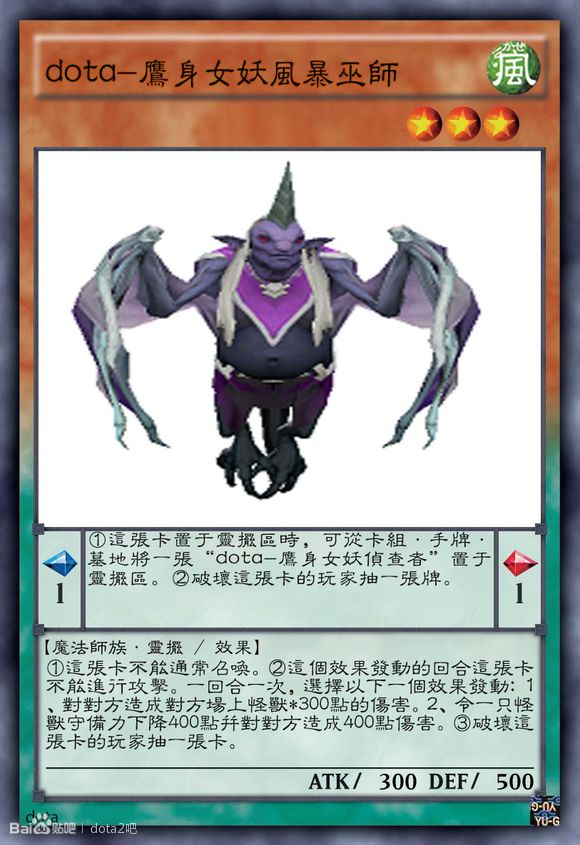 dota-鷹身女妖風暴巫師
かぜ
風
①這張卡置于靈擺區時，可從卡組·手牌·
墓地將一張“dota-鷹身女妖偵查者”置于
靈擺區。②破壞這張卡的玩家抽一張牌。
1
1
【魔法師族·靈擺 / 效果】
①這張卡不能通常召喚。②這個效果發動的回合這張卡
不能進行攻擊。一回合一次，選擇以下一個效果發動：1
、對對方造成對方場上怪獸*300點的傷害。2、令一只怪
獸守備力下降400點并對對方造成400點傷害。③破壞這
張卡的玩家抽一張卡。
ATK/ 300 DEF/ 500
dota
Bai贴吧 | dota2吧
YU-G
YU-G